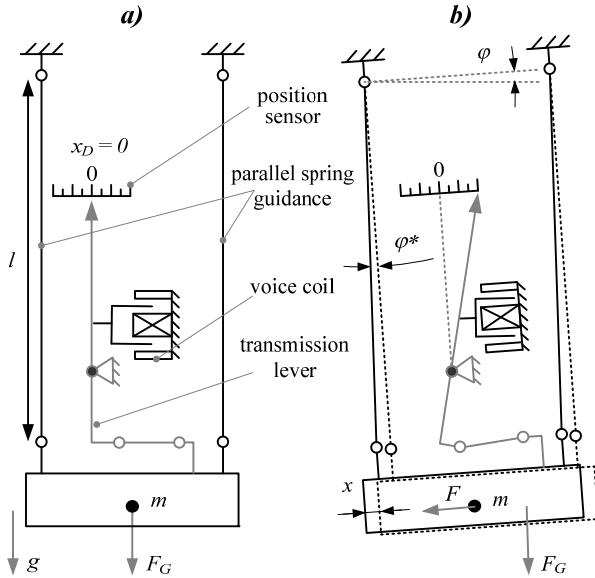 a)
b)
position
sensor
x_D = 0
0
parallel spring
guidance
l
voice coil
transmission
lever
m
g
F_G
φ
0
φ*
x
F
m
F_G